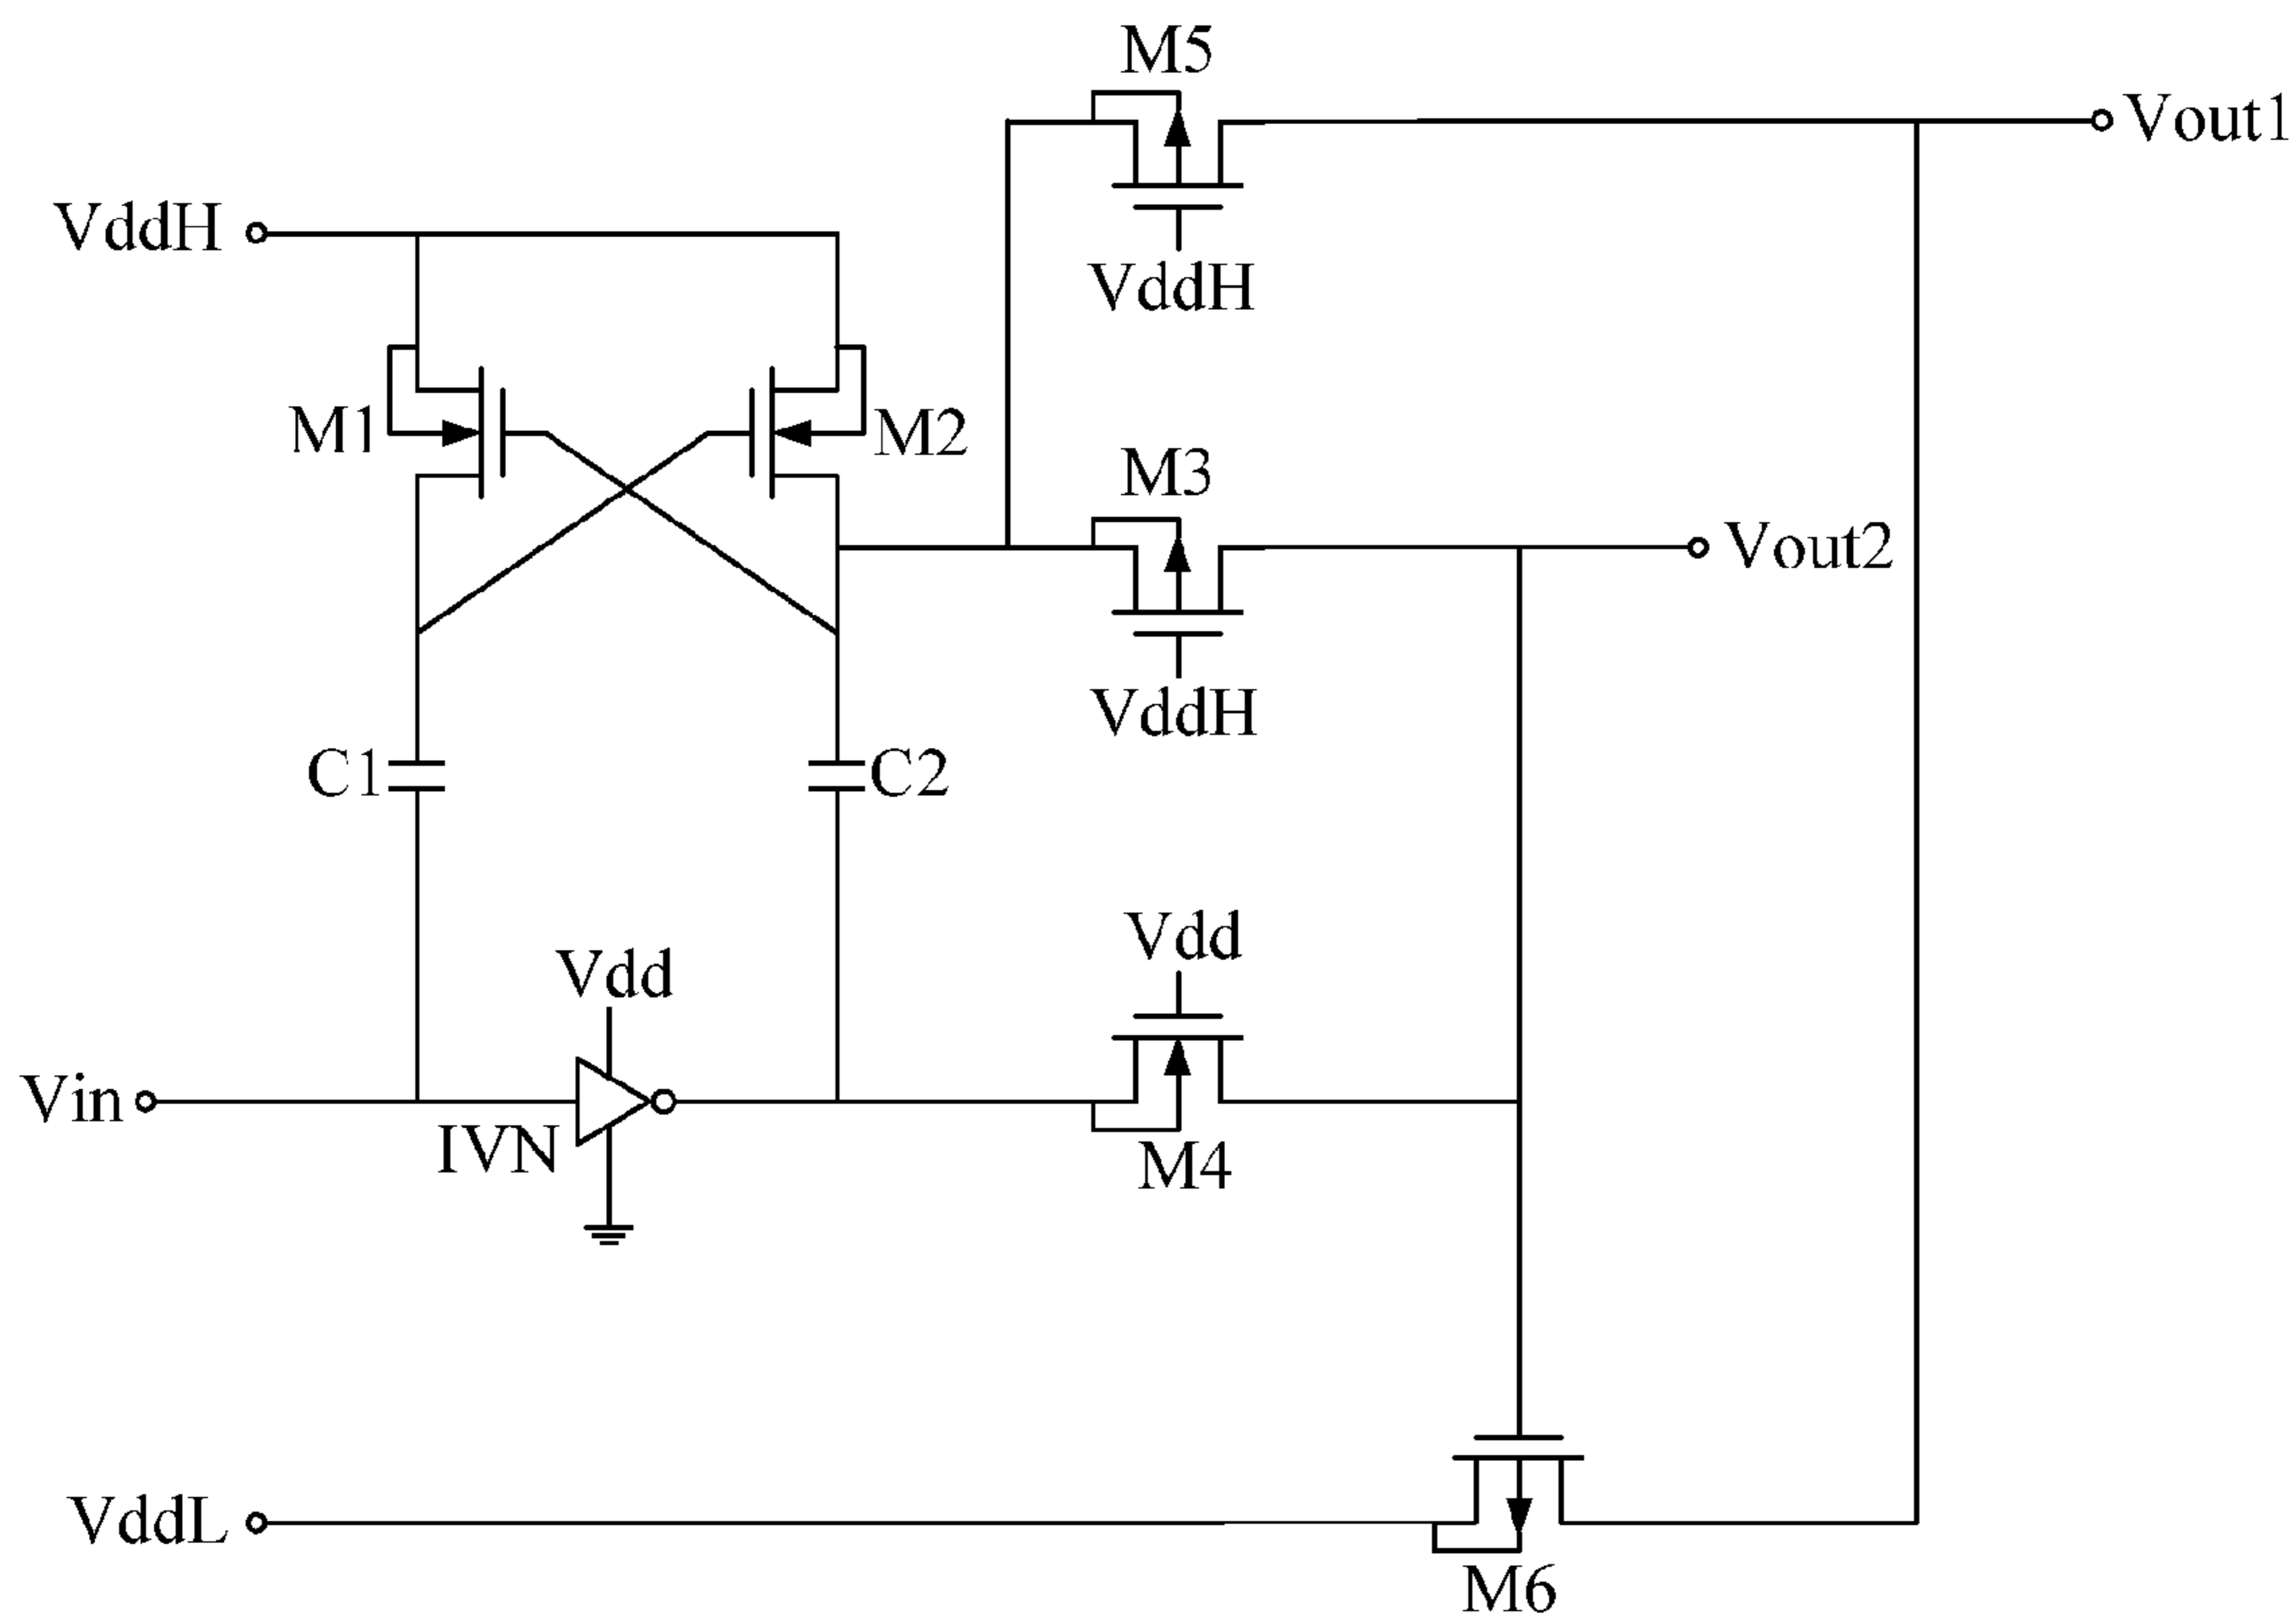 M5
Vout1
VddH
VddH
M1
M2
M3
Vout2
VddH
C1
C2
Vdd
Vdd
Vin
IVN
M4
VddL
M6